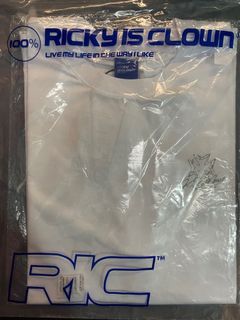 100%
RICKY IS CLOWN
LIVE MY LIFE IN THE WAY I LIKE
RIC™